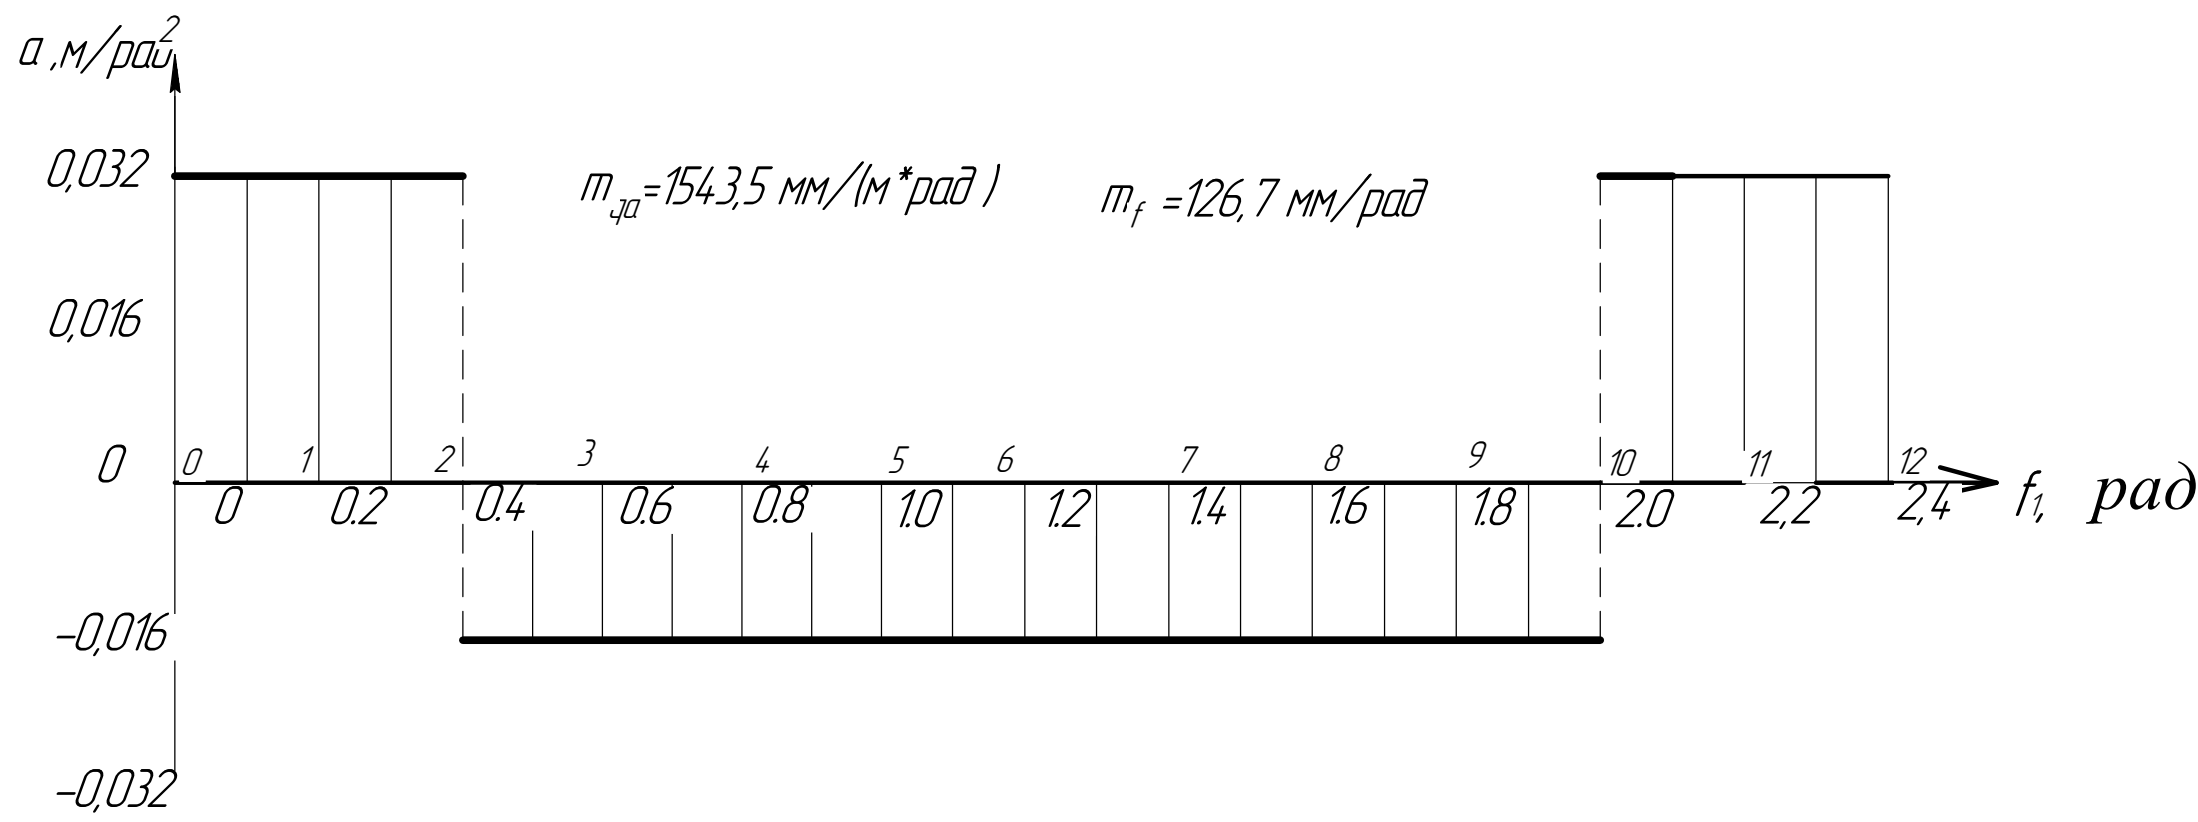 a ,м/рад²
0,032
m_qa=1543,5 мм/(м*рад )
m_f =126,7 мм/рад
0,016
0
0 1 2 3 4 5 6 7 8 9 10 11 12
0 0.2 0.4 0.6 0.8 1.0 1.2 1.4 1.6 1.8 2.0 2,2 2,4
f₁, рад
-0,016
-0,032